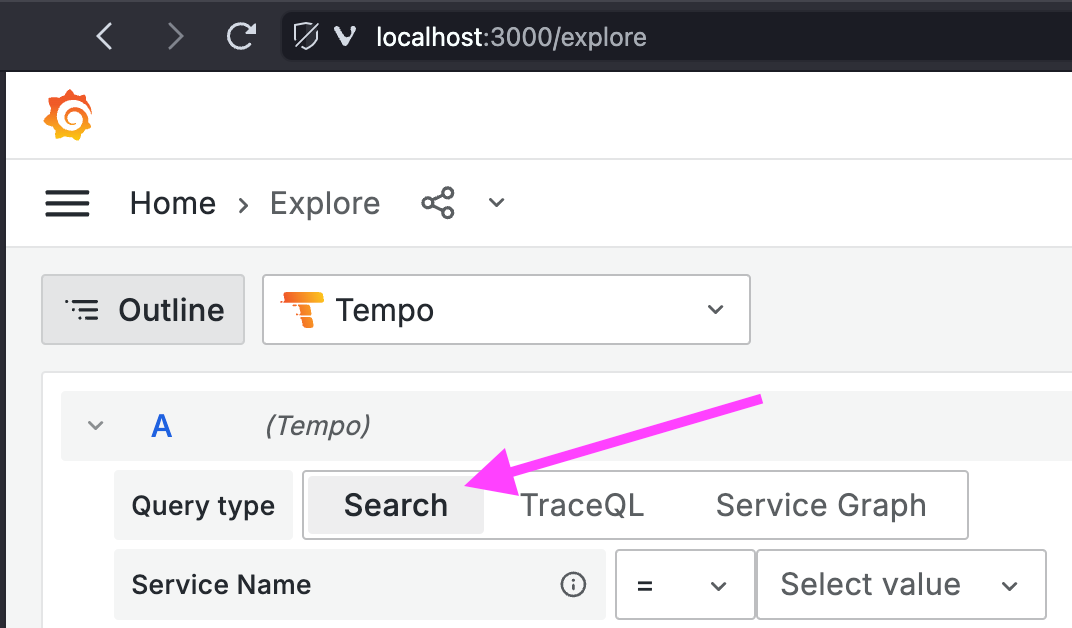 localhost:3000/explore
Home › Explore
Outline Tempo
A (Tempo)
Query type Search TraceQL Service Graph
Service Name = Select value